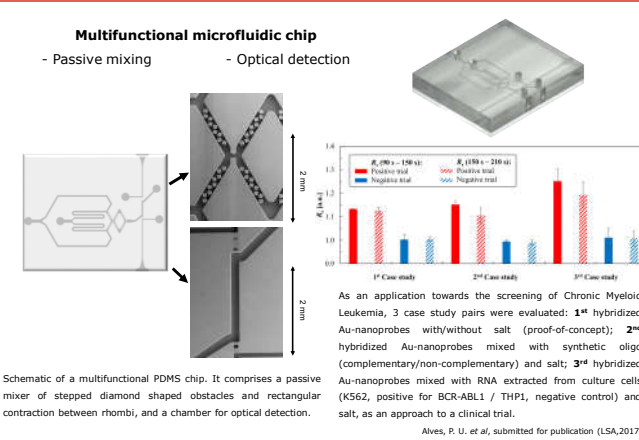 Multifunctional microfluidic chip
- Passive mixing
- Optical detection
2 mm
2 mm
Schematic of a multifunctional PDMS chip. It comprises a passive
mixer of stepped diamond shaped obstacles and rectangular
contraction between rhombi, and a chamber for optical detection.
1.4
1.3
1.2
1.1
1.0
0.9
(90 s – 150 s):
Positive trial
Negative trial
(150 s – 210 s):
Positive trial
Negative trial
[a.u.]
1st Case study
2nd Case study
3rd Case study
As an application towards the screening of Chronic Myeloid
Leukemia, 3 case study pairs were evaluated: 1st hybridized
Au-nanoprobes with/without salt (proof-of-concept); 2nd
hybridized Au-nanoprobes mixed with synthetic oligo
(complementary/non-complementary) and salt; 3rd hybridized
Au-nanoprobes mixed with RNA extracted from culture cells
(K562, positive for BCR-ABL1 / THP1, negative control) and
salt, as an approach to a clinical trial.
Alves, P. U. et al, submitted for publication (LSA,2017)